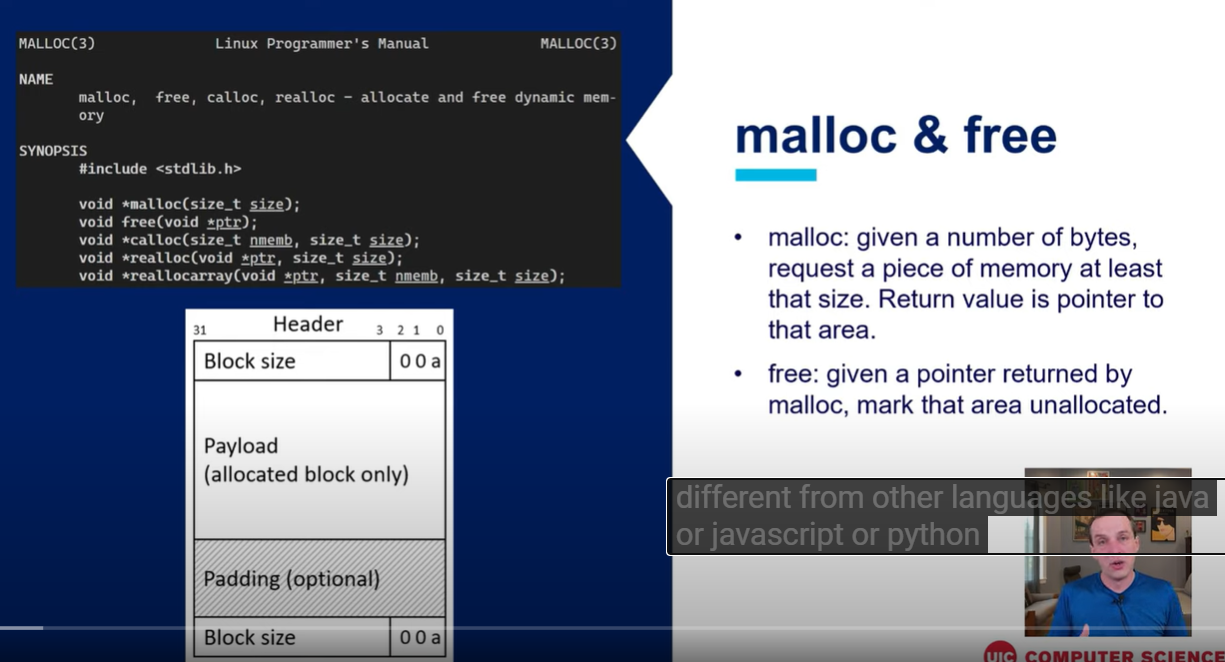 MALLOC(3) Linux Programmer's Manual MALLOC(3)
NAME
malloc, free, calloc, realloc - allocate and free dynamic mem-
ory
SYNOPSIS
#include <stdlib.h>
void *malloc(size_t size);
void free(void *ptr);
void *calloc(size_t nmemb, size_t size);
void *realloc(void *ptr, size_t size);
void *reallocarray(void *ptr, size_t nmemb, size_t size);
31 Header 3 2 1 0
Block size 0 0 a
Payload
(allocated block only)
Padding (optional)
Block size 0 0 a
malloc & free
• malloc: given a number of bytes,
request a piece of memory at least
that size. Return value is pointer to
that area.
• free: given a pointer returned by
malloc, mark that area unallocated.
different from other languages like java
or javascript or python
UIC COMPUTER SCIENCE